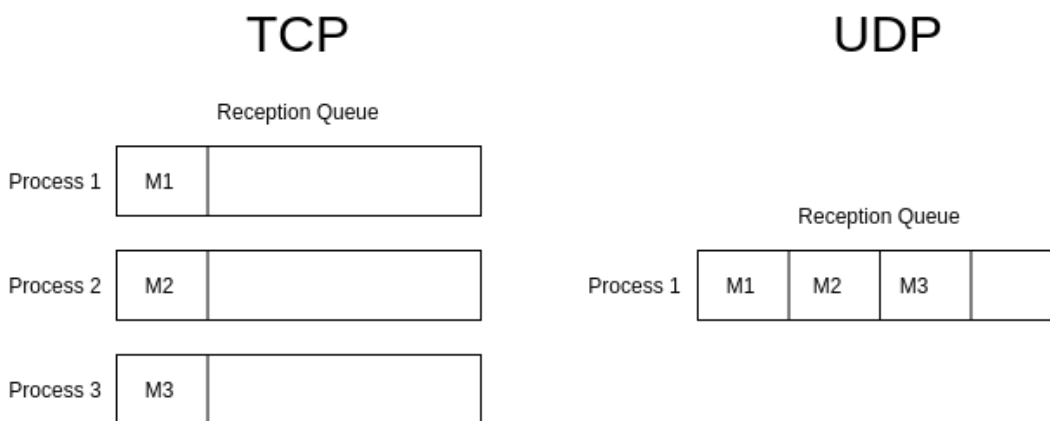 TCP
UDP
Reception Queue
Process 1
M1
Process 2
M2
Process 3
M3
Reception Queue
Process 1
M1
M2
M3